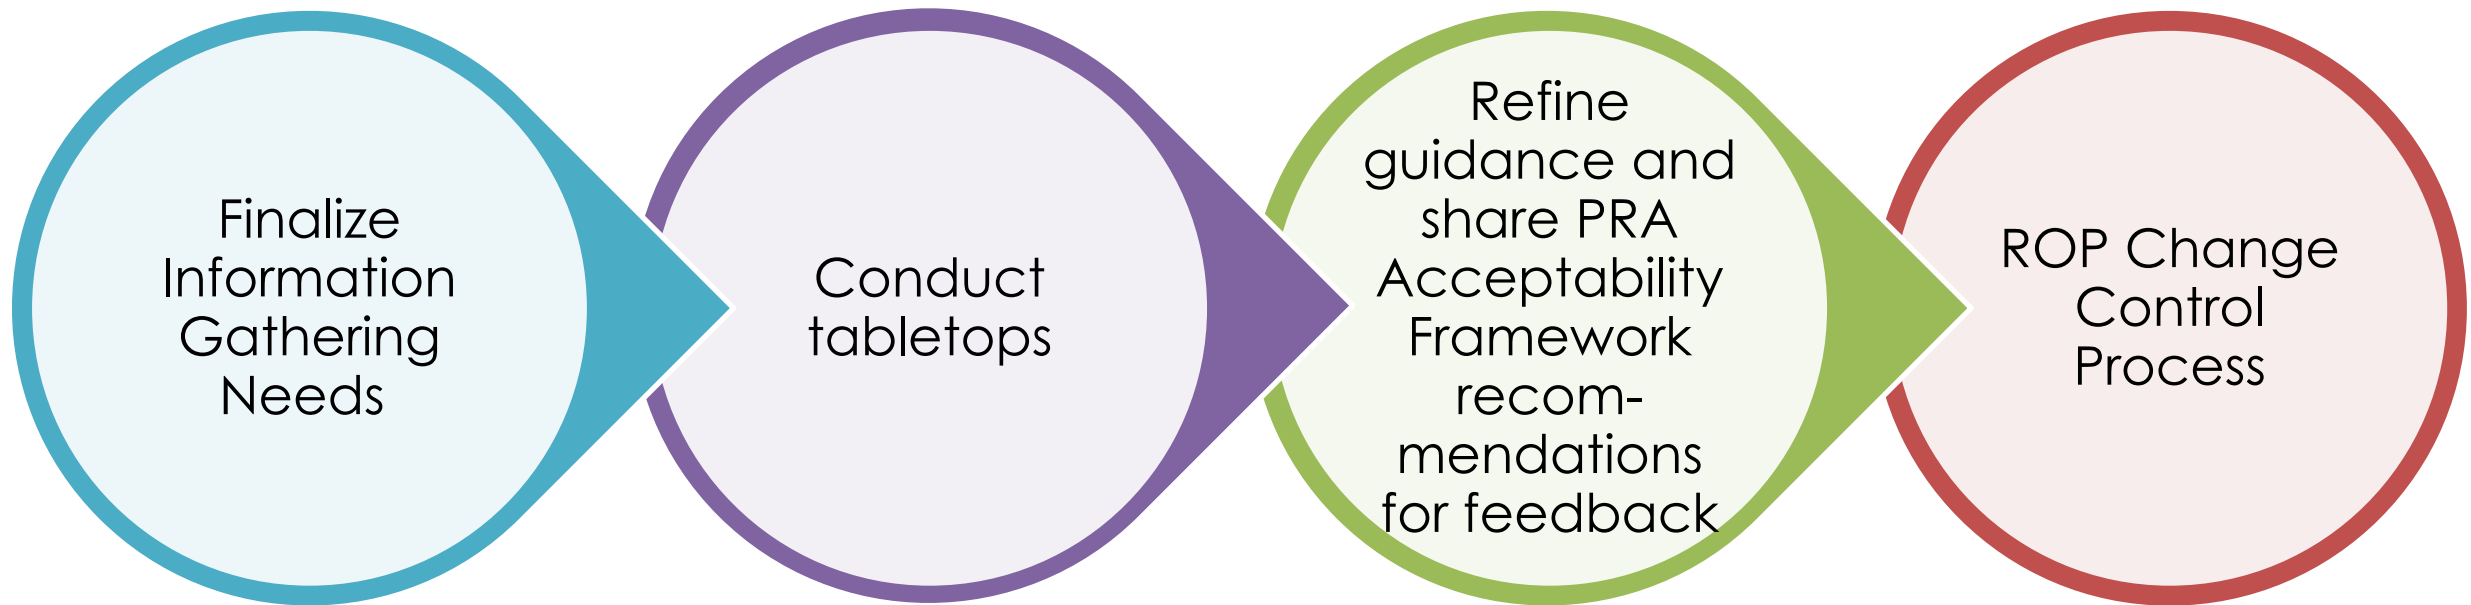 Finalize
Information
Gathering
Needs
Conduct
tabletops
Refine
guidance and
share PRA
Acceptability
Framework
recom-
mendations
for feedback
ROP Change
Control
Process